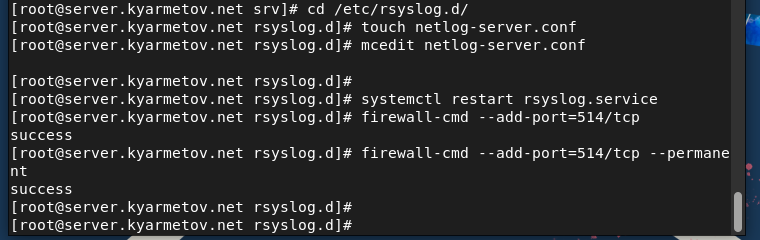 [root@server.kyarmetov.net srv]# cd /etc/rsyslog.d/
[root@server.kyarmetov.net rsyslog.d]# touch netlog-server.conf
[root@server.kyarmetov.net rsyslog.d]# mcedit netlog-server.conf
[root@server.kyarmetov.net rsyslog.d]#
[root@server.kyarmetov.net rsyslog.d]# systemctl restart rsyslog.service
[root@server.kyarmetov.net rsyslog.d]# firewall-cmd --add-port=514/tcp
success
[root@server.kyarmetov.net rsyslog.d]# firewall-cmd --add-port=514/tcp --permane
nt
success
[root@server.kyarmetov.net rsyslog.d]#
[root@server.kyarmetov.net rsyslog.d]#